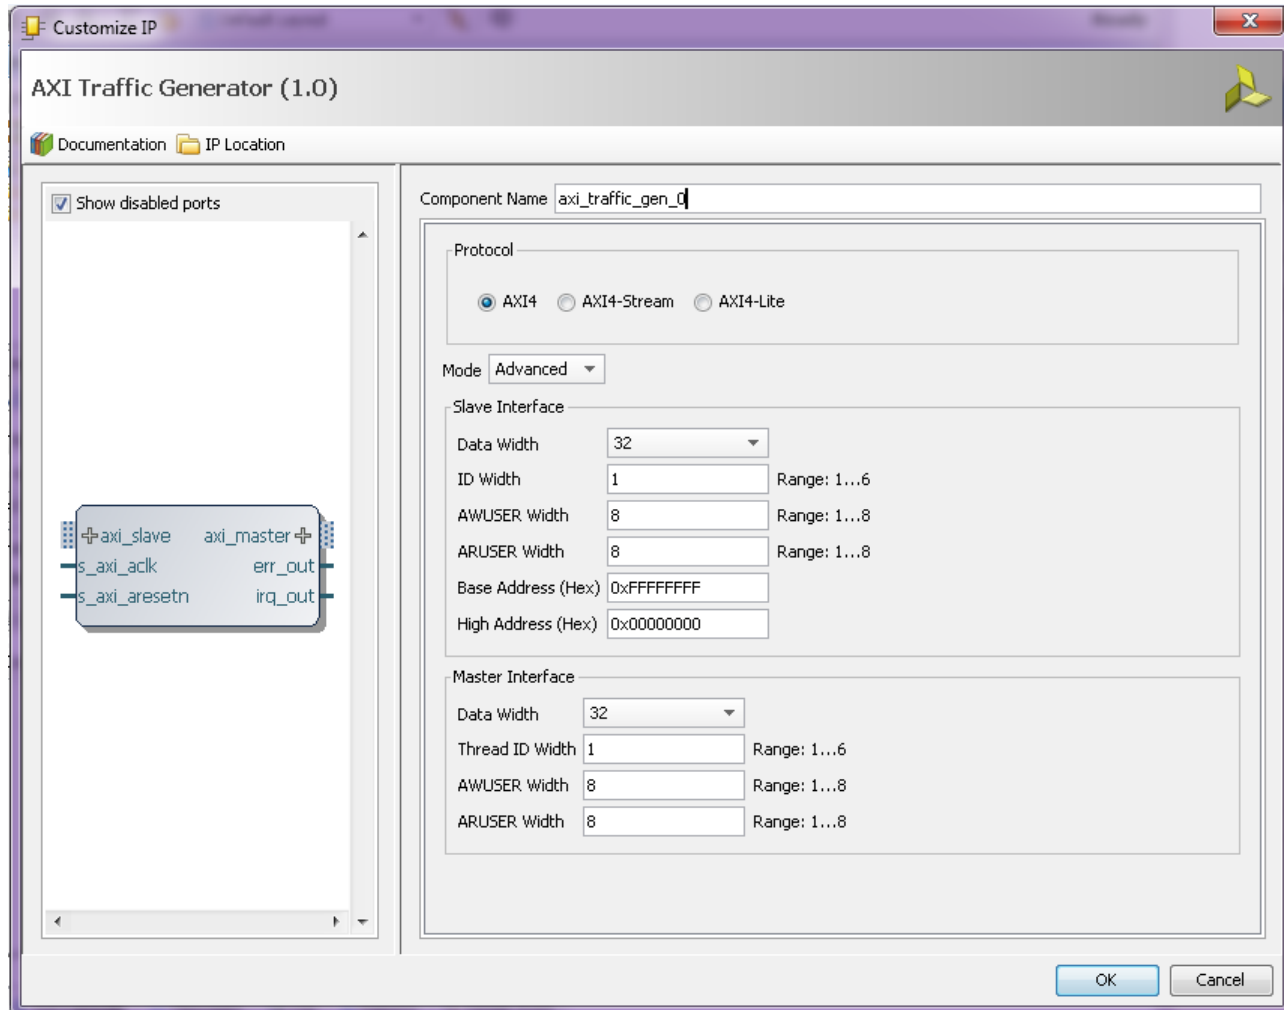 Customize IP
AXI Traffic Generator (1.0)
Documentation IP Location
Show disabled ports
axi_slave axi_master
s_axi_aclk err_out
s_axi_aresetn irq_out
Component Name axi_traffic_gen_0
Protocol
AXI4 AXI4-Stream AXI4-Lite
Mode Advanced
Slave Interface
Data Width 32
ID Width 1 Range: 1...6
AWUSER Width 8 Range: 1...8
ARUSER Width 8 Range: 1...8
Base Address (Hex) 0xFFFFFFFF
High Address (Hex) 0x00000000
Master Interface
Data Width 32
Thread ID Width 1 Range: 1...6
AWUSER Width 8 Range: 1...8
ARUSER Width 8 Range: 1...8
OK Cancel